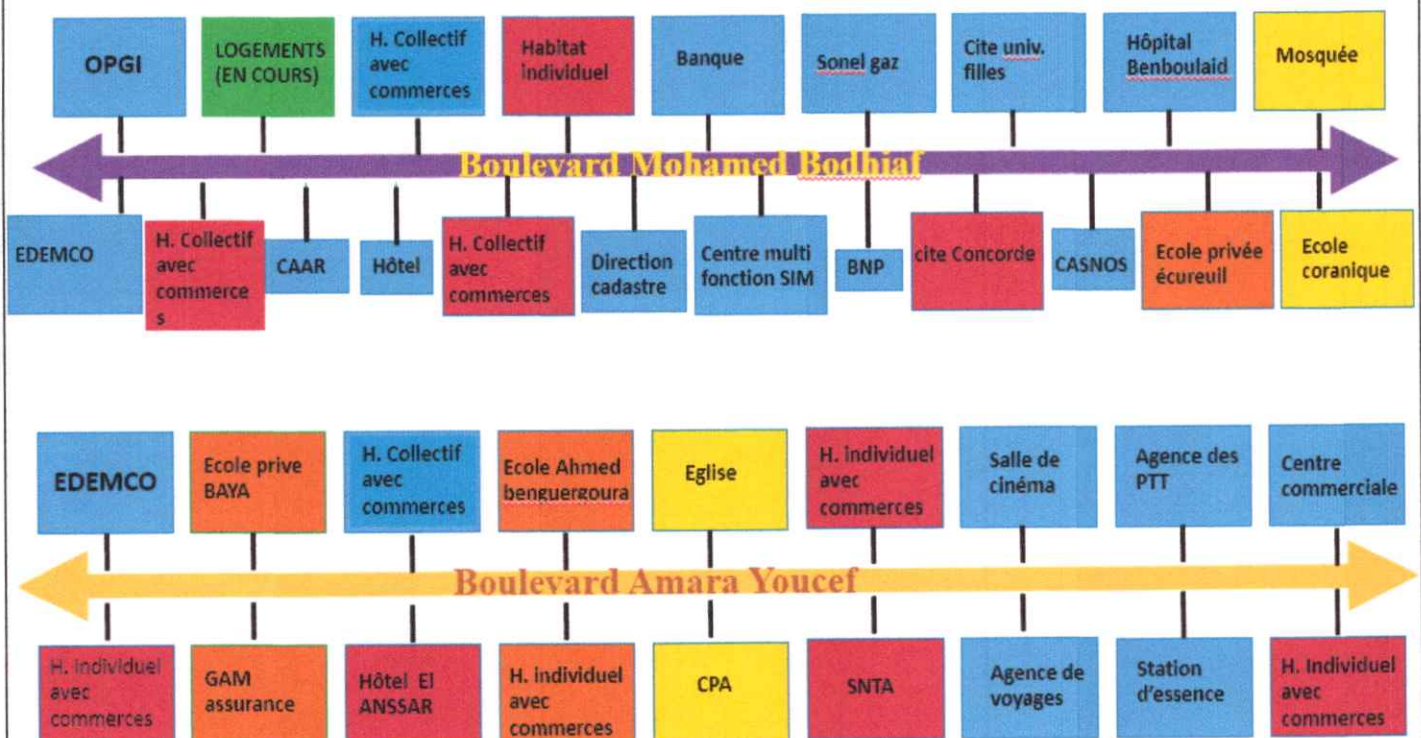 OPGI
LOGEMENTS
(EN COURS)
H. Collectif
avec
commerces
Habitat
individuel
Banque
Sonel gaz
Cite univ.
filles
Hôpital
Benboulaid
Mosquée
Boulevard Mohamed Bodhiaf
EDEMCO
H. Collectif
avec
commerce
s
CAAR
Hôtel
H. Collectif
avec
commerces
Direction
cadastre
Centre multi
fonction SIM
BNP
cite Concorde
CASNOS
Ecole privée
écureuil
Ecole
coranique
EDEMCO
Ecole prive
BAYA
H. Collectif
avec
commerces
Ecole Ahmed
benguergoura
Eglise
H. individuel
avec
commerces
Salle de
cinéma
Agence des
PTT
Centre
commerciale
Boulevard Amara Youcef
H. individuel
avec
commerces
GAM
assurance
Hôtel El
ANSSAR
H. individuel
avec
commerces
CPA
SNTA
Agence de
voyages
Station
d'essence
H. Individuel
avec
commerces